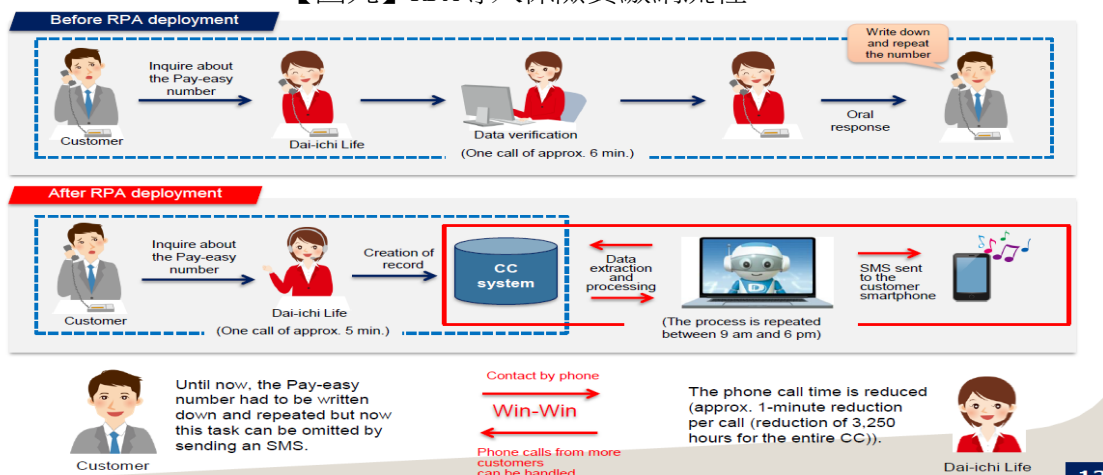 Before RPA deployment
Write down
and repeat
the number
Inquire about
the Pay-easy
number
Customer
Dai-ichi Life
Data verification
(One call of approx. 6 min.)
Oral
response
After RPA deployment
Inquire about
the Pay-easy
number
Customer
Dai-ichi Life
(One call of approx. 5 min.)
Creation of
record
CC
system
Data
extraction
and
processing
(The process is repeated
between 9 am and 6 pm)
SMS sent
to the
customer
smartphone
Customer
Until now, the Pay-easy
number had to be written
down and repeated but now
this task can be omitted by
sending an SMS.
Contact by phone
Win-Win
Phone calls from more
customers
can be handled
The phone call time is reduced
(approx. 1-minute reduction
per call (reduction of 3,250
hours for the entire CC)).
Dai-ichi Life